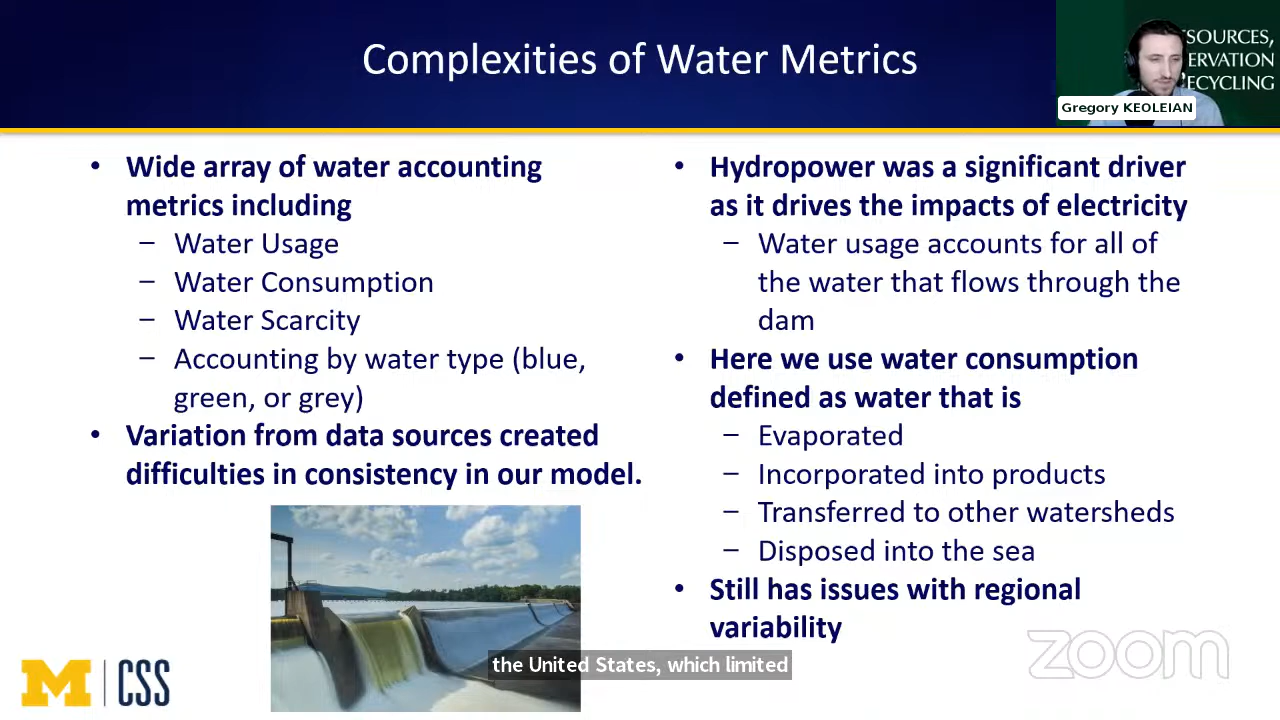 Complexities of Water Metrics
SOURCES,
ERVATION
ECYCLING
Gregory KEOLEIAN
• Wide array of water accounting
metrics including
– Water Usage
– Water Consumption
– Water Scarcity
– Accounting by water type (blue,
green, or grey)
• Variation from data sources created
difficulties in consistency in our model.
• Hydropower was a significant driver
as it drives the impacts of electricity
– Water usage accounts for all of
the water that flows through the
dam
• Here we use water consumption
defined as water that is
– Evaporated
– Incorporated into products
– Transferred to other watersheds
– Disposed into the sea
• Still has issues with regional
variability
the United States, which limited
zoom
M CSS